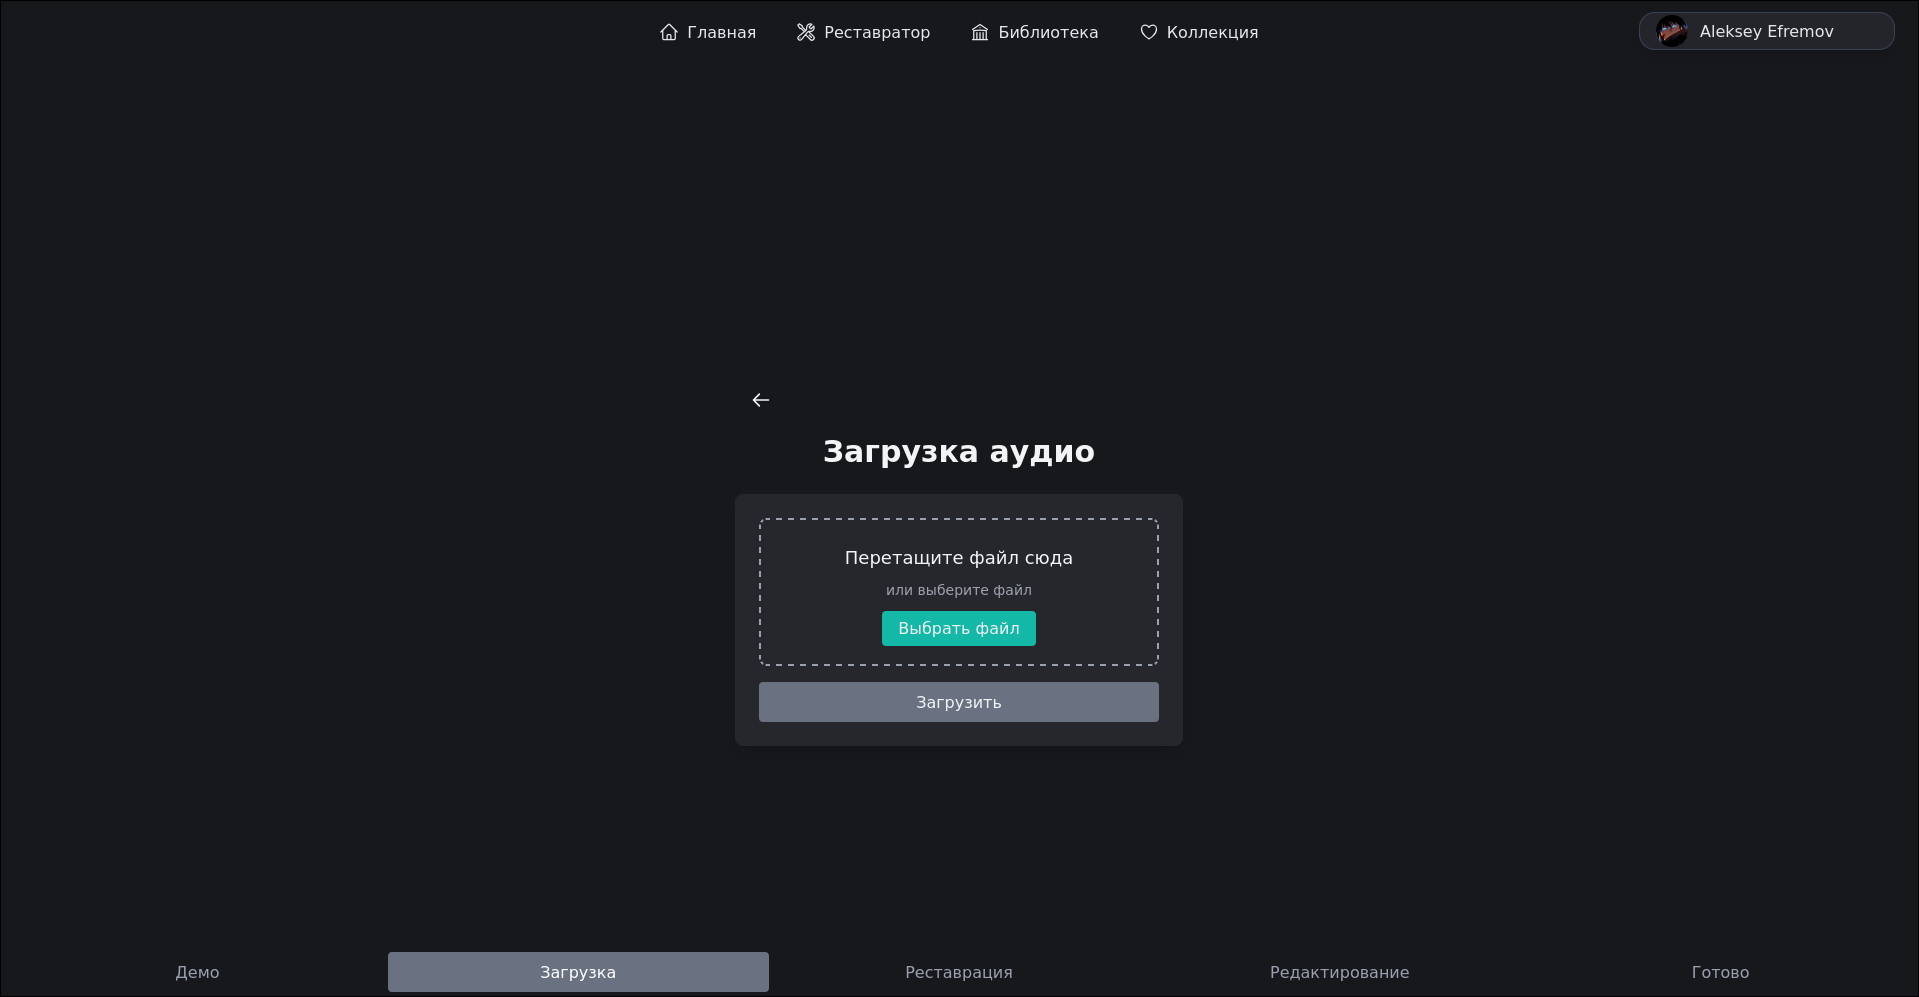 Главная Реставратор Библиотека Коллекция Aleksey Efremov
Загрузка аудио
Перетащите файл сюда
или выберите файл
Выбрать файл
Загрузить
Демо Загрузка Реставрация Редактирование Готово